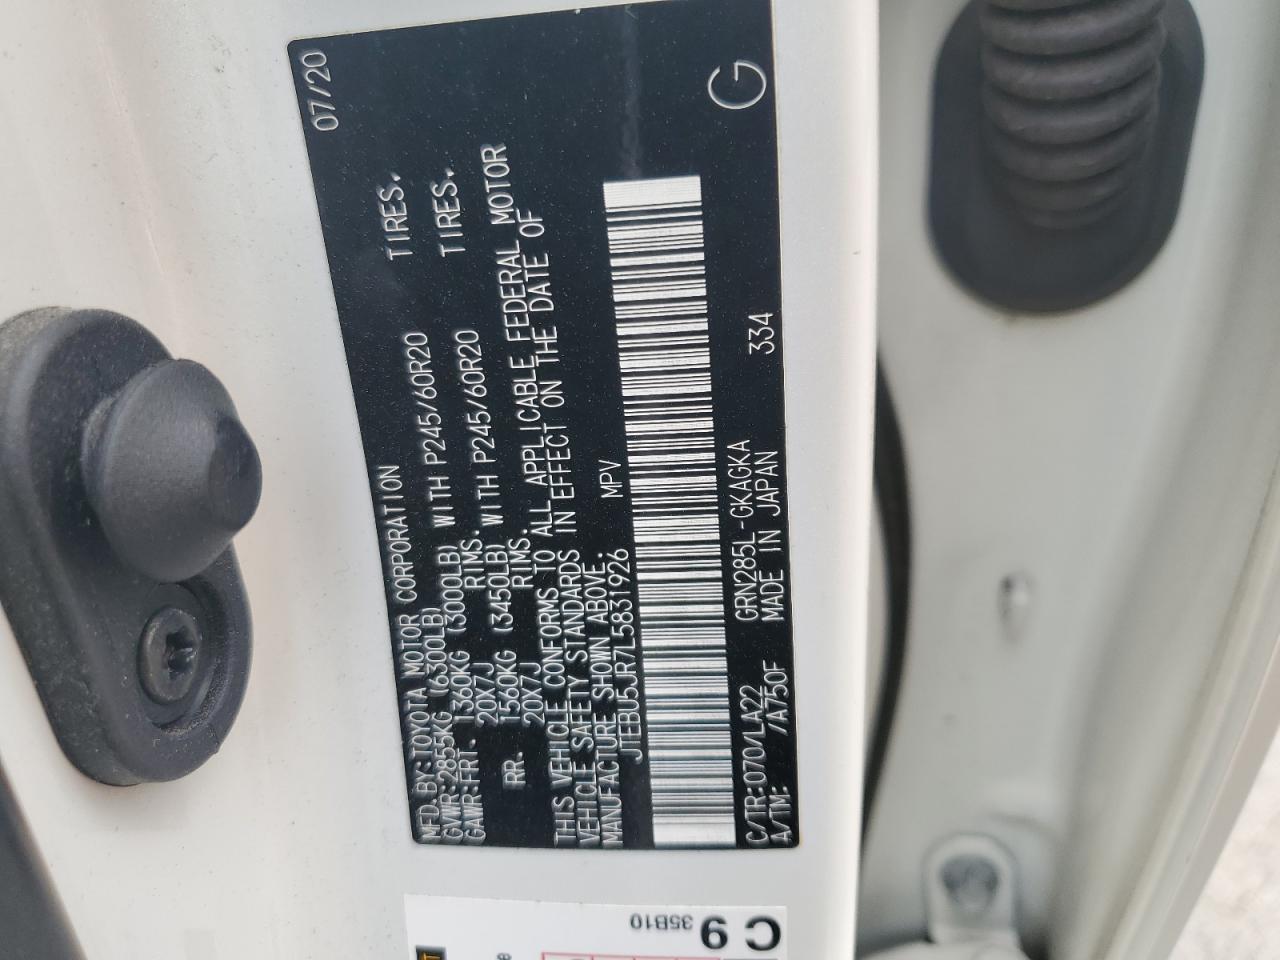 07/20
MFD. BY:TOYOTA MOTOR CORPORATION
GVWR:2855KG (6300LB)
GAWR:FRT. 1360KG (3000LB) WITH P245/60R20 TIRES.
20X7J RIMS.
RR. 1560KG (3450LB) WITH P245/60R20 TIRES.
20X7J RIMS.
THIS VEHICLE CONFORMS TO ALL APPLICABLE FEDERAL MOTOR
VEHICLE SAFETY STANDARDS IN EFFECT ON THE DATE OF
MANUFACTURE SHOWN ABOVE.
JTEBU5JR7L5831926 MPV
C/TR:070/LA22 GRN285L-GKAGKA 334
A/TM: /A750F MADE IN JAPAN
G
C 9
35B10